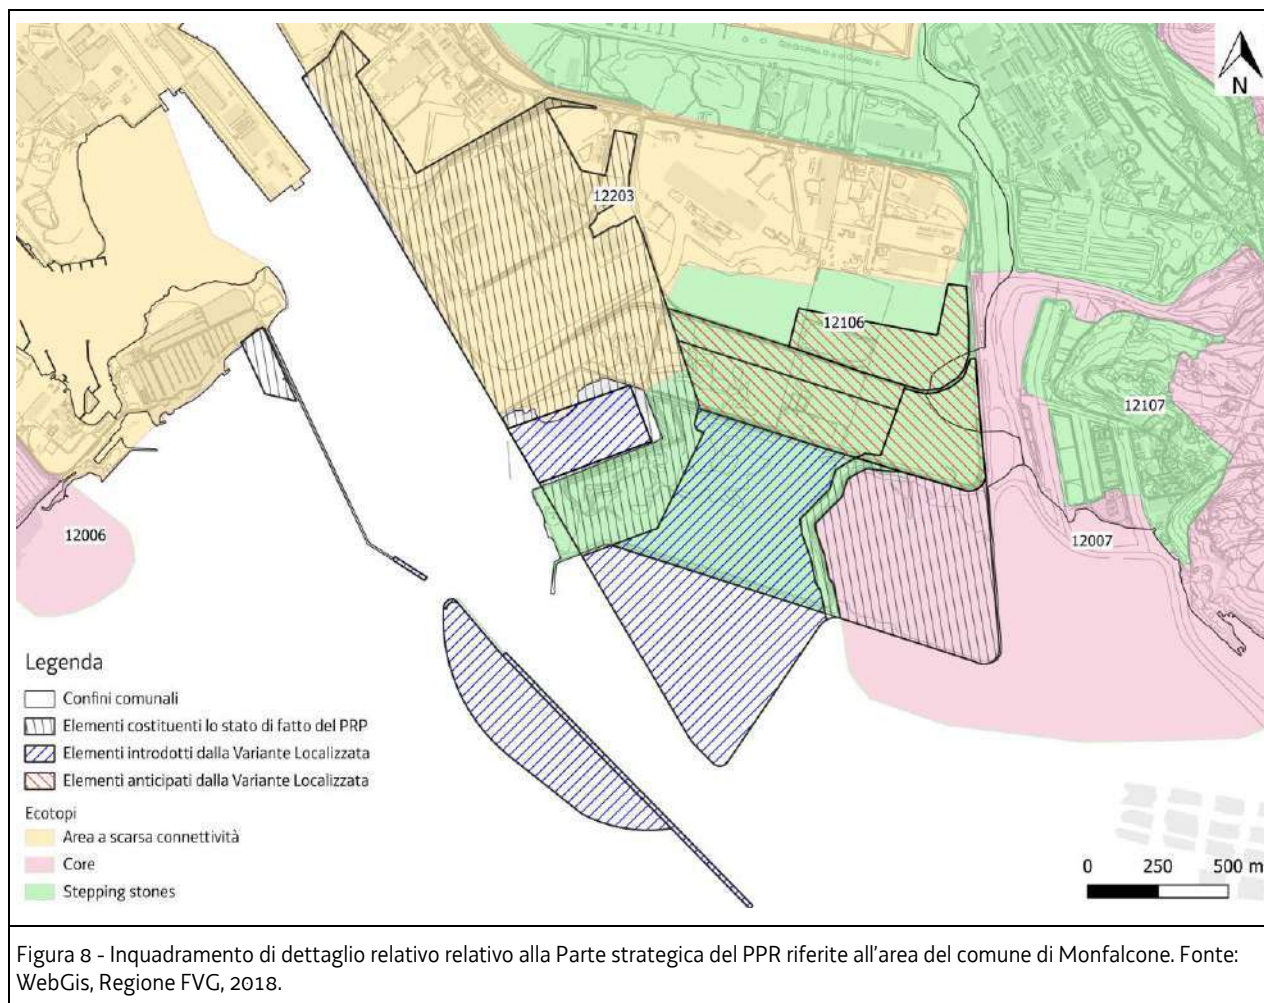 N
12203
12106
12107
12006
12007
Legenda
Confini comunali
Elementi costituenti lo stato di fatto del PRP
Elementi introdotti dalla Variante Localizzata
Elementi anticipati dalla Variante Localizzata
Ecotopi
Area a scarsa connettività
Core
Stepping stones
0 250 500 m
Figura 8 - Inquadramento di dettaglio relativo relativo alla Parte strategica del PPR riferite all'area del comune di Monfalcone. Fonte:
WebGis, Regione FVG, 2018.